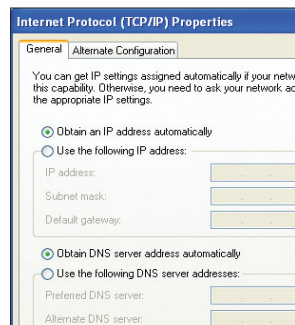 Internet Protocol (TCP/IP) Properties
General Alternate Configuration
You can get IP settings assigned automatically if your netw
this capability. Otherwise, you need to ask your network ac
the appropriate IP settings.
Obtain an IP address automatically
Use the following IP address:
IP address:
Subnet mask:
Default gateway:
Obtain DNS server address automatically
Use the following DNS server addresses:
Preferred DNS server:
Alternate DNS server: